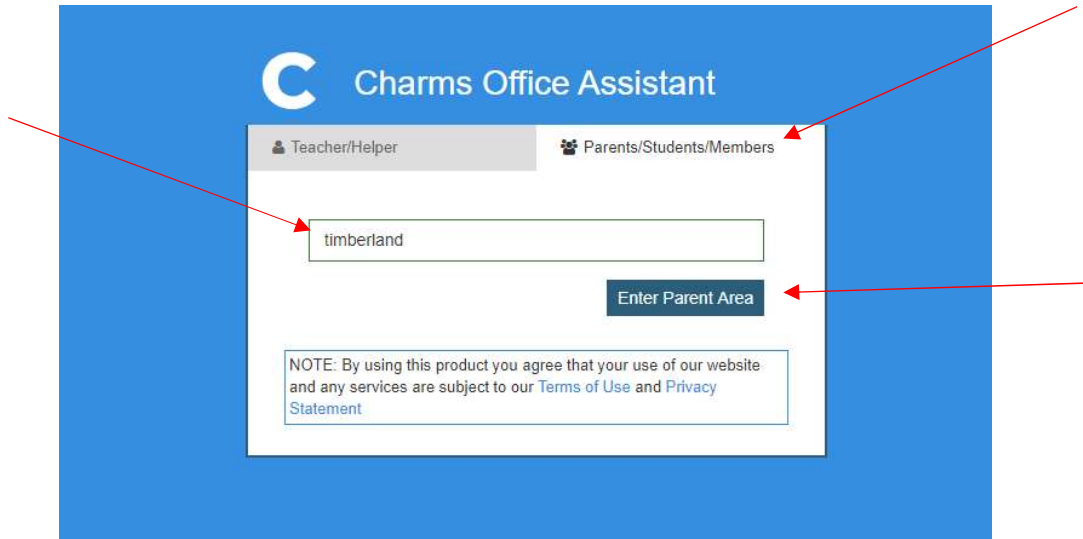 C Charms Office Assistant
Teacher/Helper
Parents/Students/Members
timberland
Enter Parent Area
NOTE: By using this product you agree that your use of our website
and any services are subject to our Terms of Use and Privacy
Statement